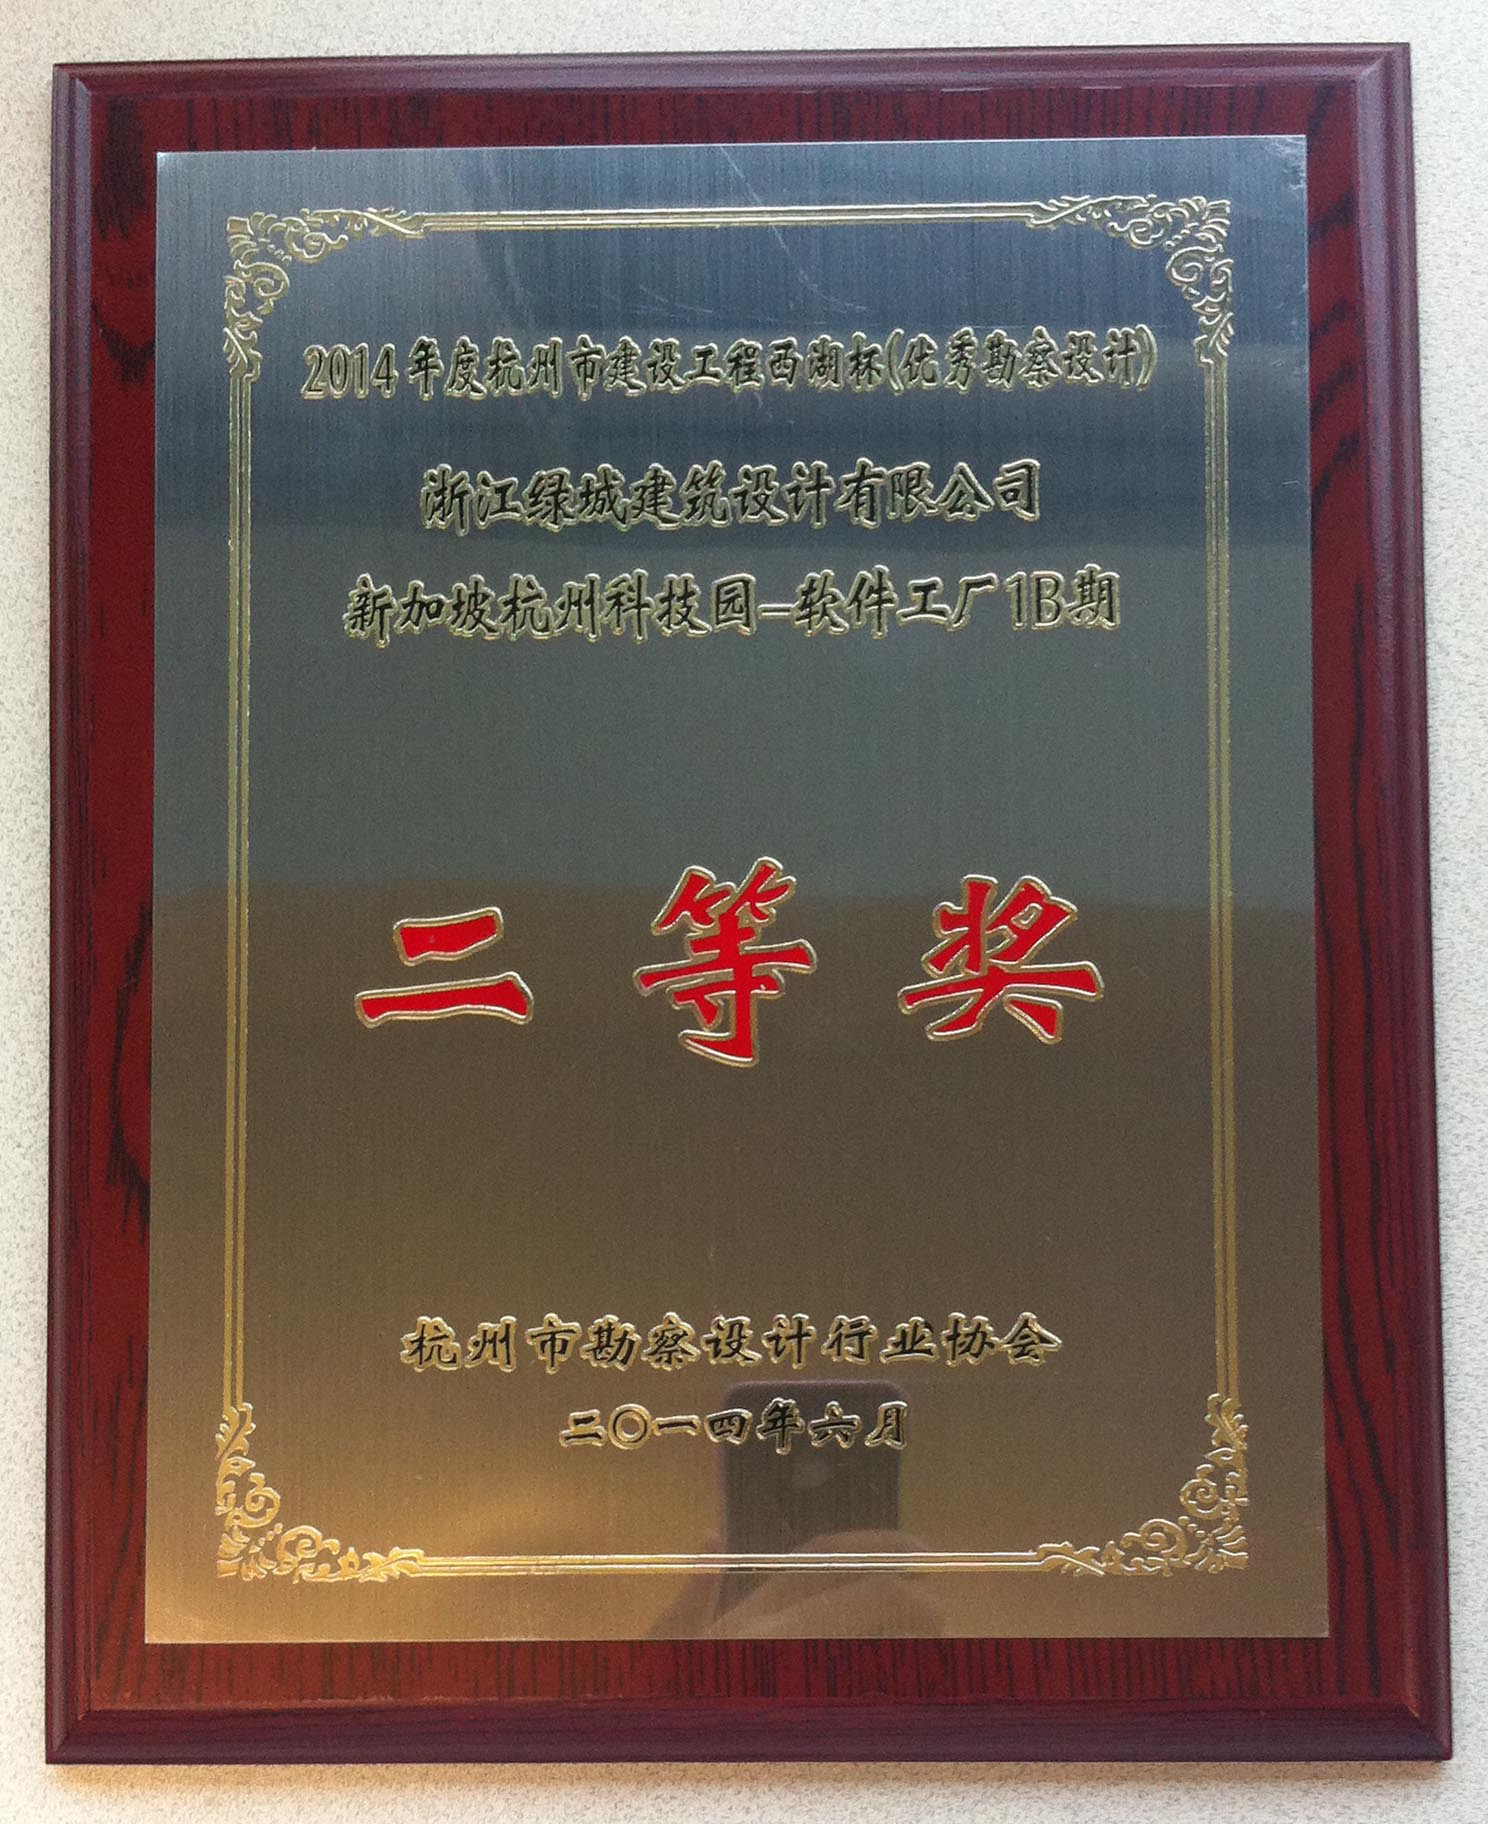 2014年度杭州市建设工程西湖杯(优秀勘察设计)
浙江绿城建筑设计有限公司
新加坡杭州科技园-软件工厂1B期
二等奖
杭州市勘察设计行业协会
二〇一四年六月